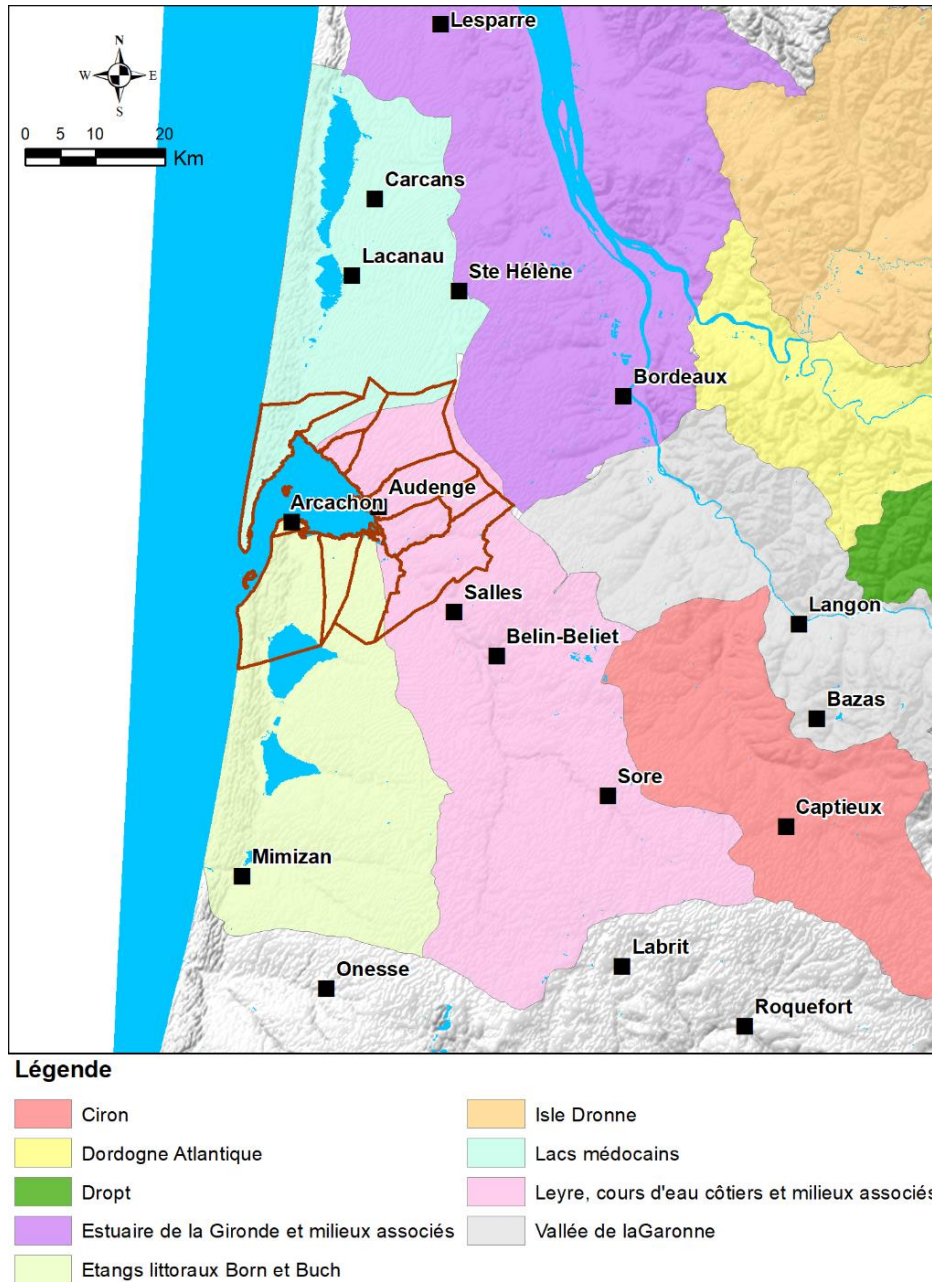 Lesparre
N
W E
S
0 5 10 20
Km
Carcans
Lacanau
Ste Hélène
Bordeaux
Audenge
Arcachon
Salles
Langon
Belin-Beliet
Bazas
Sore
Captieux
Mimizan
Labrit
Onesse
Roquefort
Légende
Ciron
Dordogne Atlantique
Dropt
Estuaire de la Gironde et milieux associés
Etangs littoraux Born et Buch
Isle Dronne
Lacs médocains
Leyre, cours d'eau côtiers et milieux associés
Vallée de laGaronne